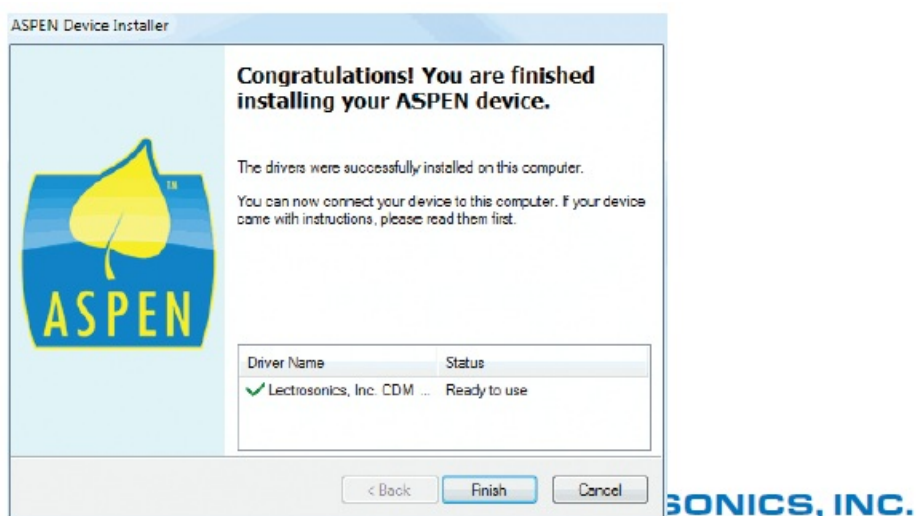 ASPEN Device Installer
Congratulations! You are finished
installing your ASPEN device.
The drivers were successfully installed on this computer.
You can now connect your device to this computer. If your device
came with instructions, please read them first.
TM
ASPEN
Driver Name Status
Lectrosonics, Inc. CDM ... Ready to use
< Back Finish Cancel
SONICS, INC.